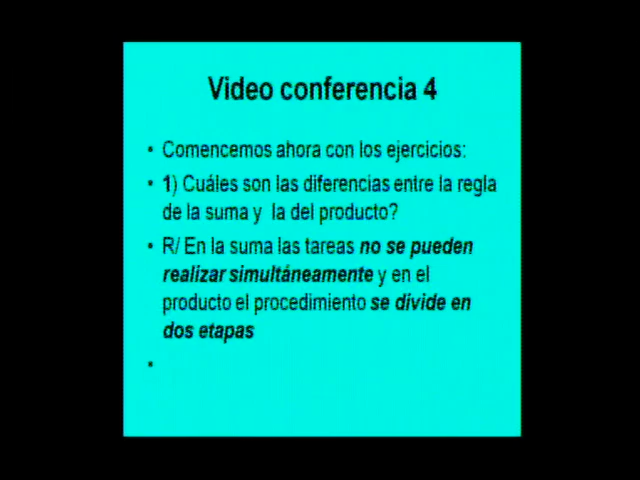 Video conferencia 4
• Comencemos ahora con los ejercicios:
• 1) Cuáles son las diferencias entre la regla
de la suma y la del producto?
• R/ En la suma las tareas no se pueden
realizar simultáneamente y en el
producto el procedimiento se divide en
dos etapas
•